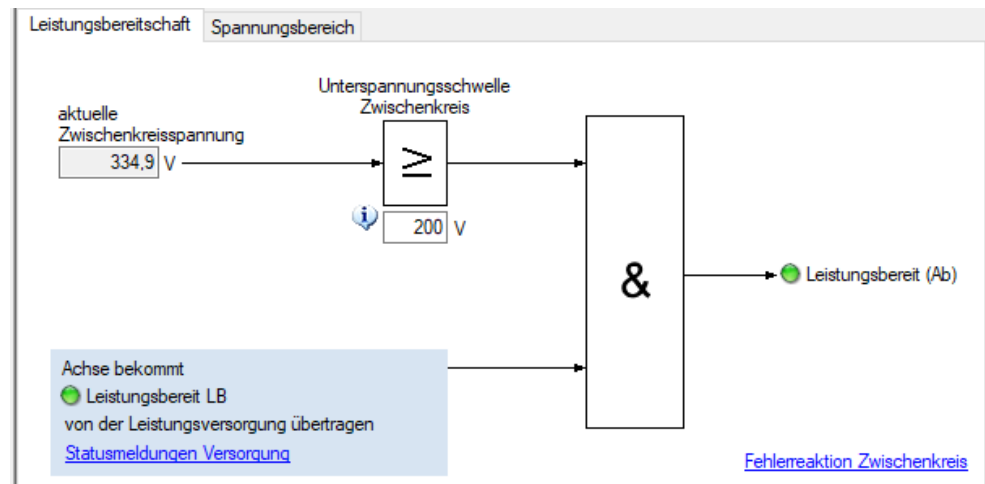 Leistungsbereitschaft
Spannungsbereich
Unterspannungsschwelle
Zwischenkreis
aktuelle
Zwischenkreisspannung
334,9 V
≥
200 V
&
Leistungsbereit (Ab)
Achse bekommt
Leistungsbereit LB
von der Leistungsversorgung übertragen
Statusmeldungen Versorgung
Fehlerreaktion Zwischenkreis